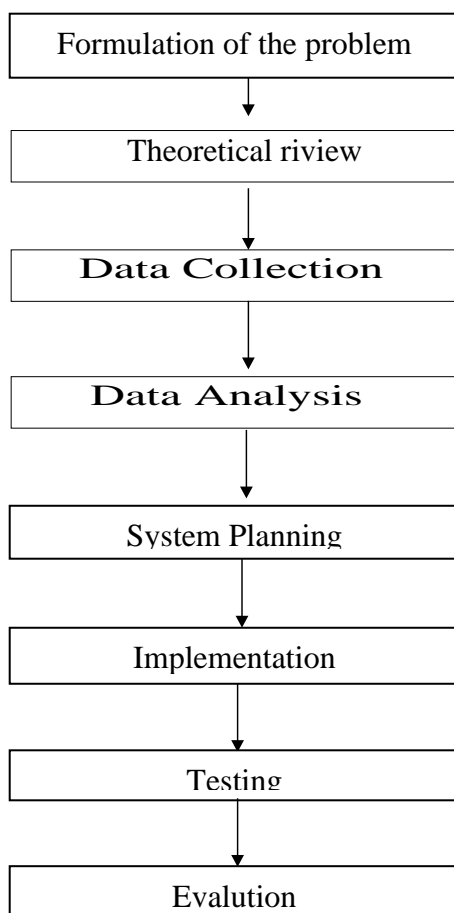 Formulation of the problem
Theoretical riview
Data Collection
Data Analysis
System Planning
Implementation
Testing
Evalution